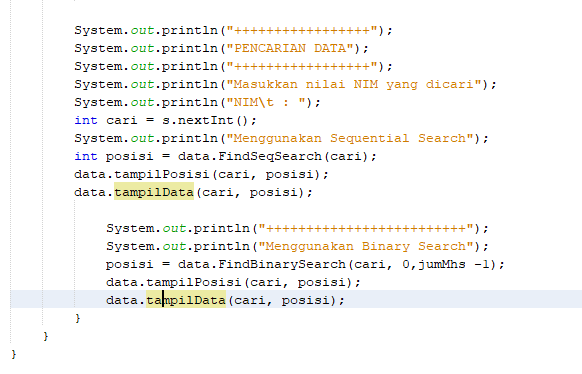 System.out.println("+++++++++++++++++");
System.out.println("PENCARIAN DATA");
System.out.println("+++++++++++++++++");
System.out.println("Masukkan nilai NIM yang dicari");
System.out.println("NIM\t : ");
int cari = s.nextInt();
System.out.println("Menggunakan Sequential Search");
int posisi = data.FindSeqSearch(cari);
data.tampilPosisi(cari, posisi);
data.tampilData(cari, posisi);
System.out.println("+++++++++++++++++++++++++");
System.out.println("Menggunakan Binary Search");
posisi = data.FindBinarySearch(cari, 0,jumMhs -1);
data.tampilPosisi(cari, posisi);
data.tampilData(cari, posisi);
}
}
}